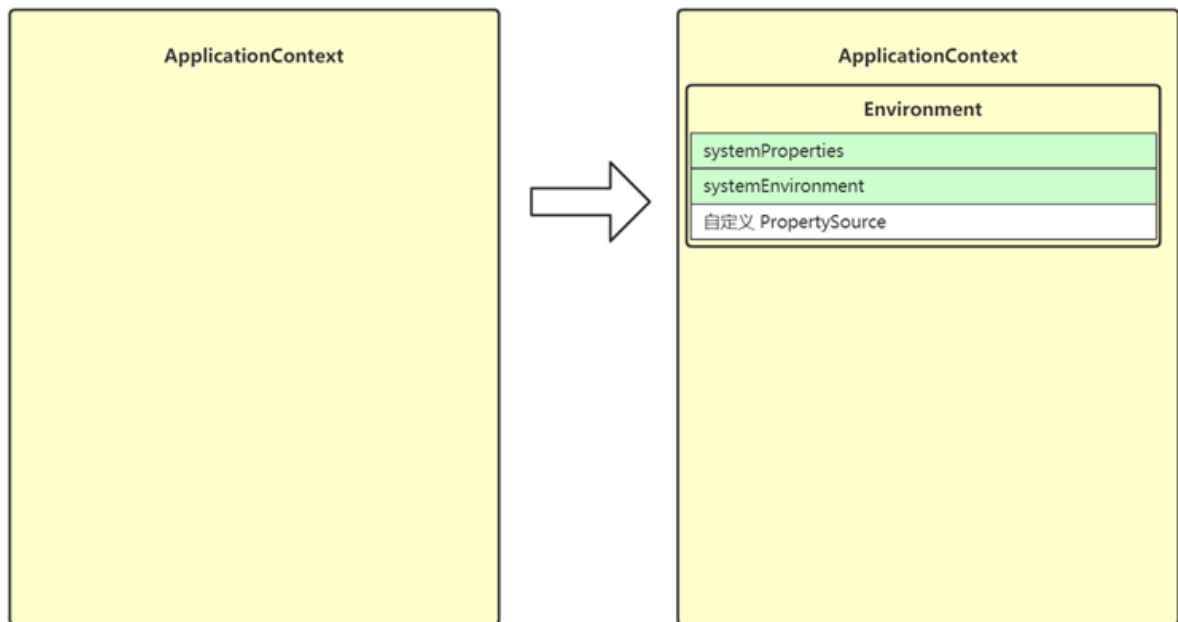 ApplicationContext
ApplicationContext
Environment
systemProperties
systemEnvironment
自定义 PropertySource